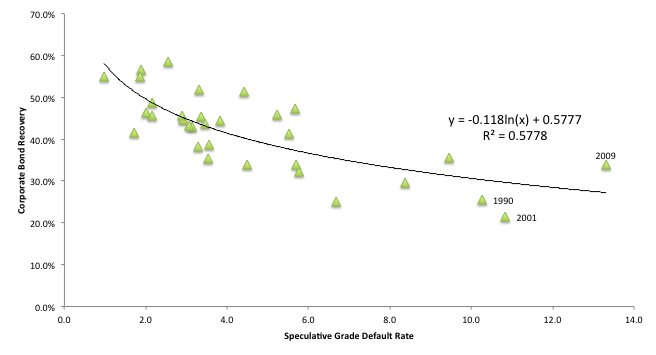 70.0%
60.0%
50.0%
40.0%
30.0%
20.0%
10.0%
0.0%
Corporate Bond Recovery
y = -0.118ln(x) + 0.5777
R² = 0.5778
2009
1990
2001
0.0 2.0 4.0 6.0 8.0 10.0 12.0 14.0
Speculative Grade Default Rate